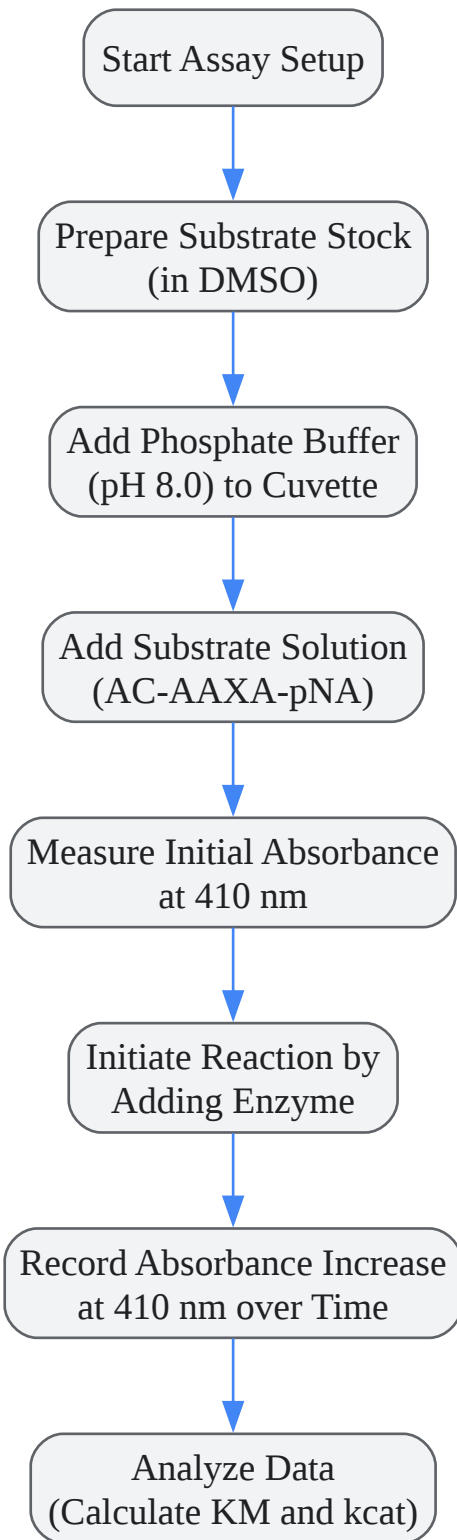 Start Assay Setup
Prepare Substrate Stock
(in DMSO)
Add Phosphate Buffer
(pH 8.0) to Cuvette
Add Substrate Solution
(AC-AAXA-pNA)
Measure Initial Absorbance
at 410 nm
Initiate Reaction by
Adding Enzyme
Record Absorbance Increase
at 410 nm over Time
Analyze Data
(Calculate KM and kcat)